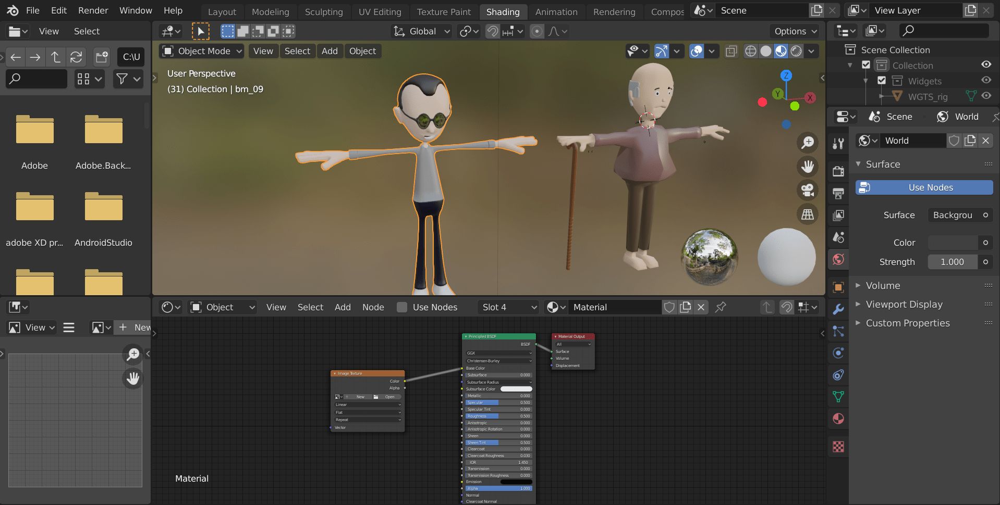 File Edit Render Window Help Layout Modeling Sculpting UV Editing Texture Paint Shading Animation Rendering Compos Scene View Layer
View Select
Global
Options
C:\U
Object Mode View Select Add Object
User Perspective
(31) Collection | bm_09
Z
Y
X
Adobe Adobe.Back...
adobe XD pr... AndroidStudio
Scene Collection
Collection
Widgets
WGTS_rig
Scene World
World
Surface
Use Nodes
Surface Backgrou
Color
Strength 1.000
Volume
Viewport Display
Custom Properties
View New
Object View Select Add Node Use Nodes Slot 4 Material
Image Texture
Color
Alpha
New Open
Linear
Flat
Repeat
Vector
Principled BSDF
BSDF
GGX
Christensen-Burley
Base Color
Subsurface 0.000
Subsurface Radius
Subsurface Color
Metallic 0.000
Specular 0.500
Specular Tint 0.000
Roughness 0.500
Anisotropic 0.000
Anisotropic Rotation 0.000
Sheen 0.000
Sheen Tint 0.500
Clearcoat 0.000
Clearcoat Roughness 0.030
IOR 1.450
Transmission 0.000
Transmission Roughness 0.000
Emission
Alpha 1.000
Normal
Clearcoat Normal
Material Output
All
Surface
Volume
Displacement
Material